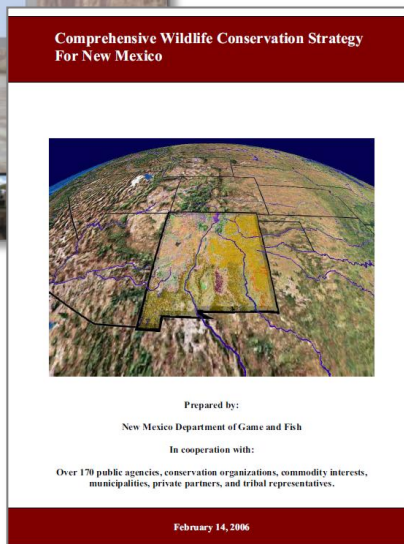 Comprehensive Wildlife Conservation Strategy
For New Mexico
Prepared by:
New Mexico Department of Game and Fish
In cooperation with:
Over 170 public agencies, conservation organizations, commodity interests,
municipalities, private partners, and tribal representatives.
February 14, 2006